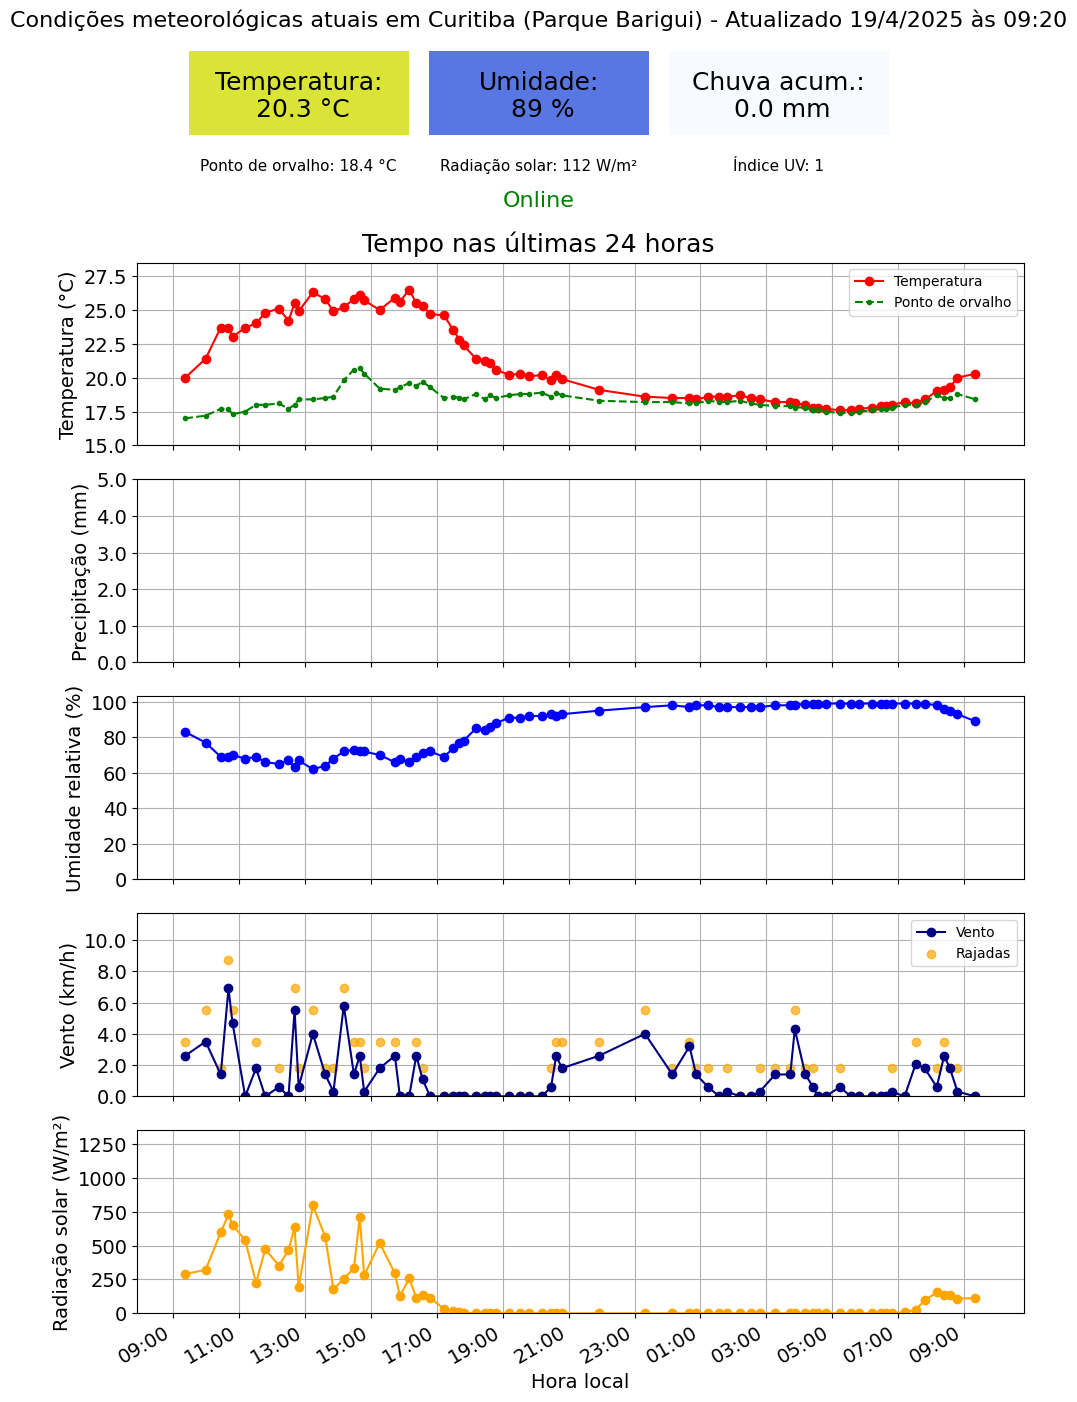 Condições meteorológicas atuais em Curitiba (Parque Barigui) - Atualizado 19/4/2025 às 09:20
Temperatura:
20.3 °C
Umidade:
89 %
Chuva acum.:
0.0 mm
Ponto de orvalho: 18.4 °C
Radiação solar: 112 W/m²
Índice UV: 1
Online
Tempo nas últimas 24 horas
Temperatura (°C)
27.5
25.0
22.5
20.0
17.5
15.0
Temperatura
Ponto de orvalho
Precipitação (mm)
5.0
4.0
3.0
2.0
1.0
0.0
Umidade relativa (%)
100
80
60
40
20
0
Vento (km/h)
10.0
8.0
6.0
4.0
2.0
0.0
Vento
Rajadas
Radiação solar (W/m²)
1250
1000
750
500
250
0
09:00
11:00
13:00
15:00
17:00
19:00
21:00
23:00
01:00
03:00
05:00
07:00
09:00
Hora local